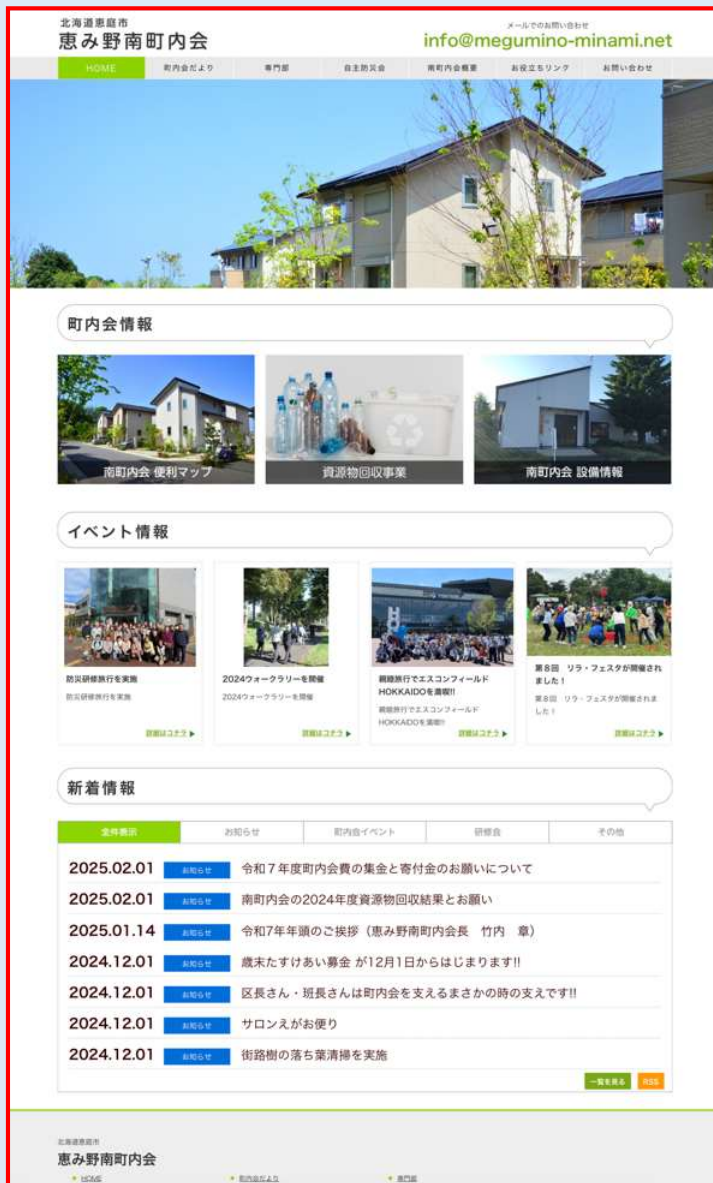 北海道恵庭市
恵み野南町内会
メールでのお問い合わせ
info@megumino-minami.net
HOME 町内会だより 専門部 自主防災会 南町内会概要 お役立ちリンク お問い合わせ
町内会情報
南町内会 便利マップ 資源物回収事業 南町内会 設備情報
イベント情報
防災研修旅行を実施
防災研修旅行を実施
詳細はコチラ
2024ウォークラリーを開催
2024ウォークラリーを開催
詳細はコチラ
親睦旅行でエスコンフィールド
HOKKAIDOを満喫!!
親睦旅行でエスコンフィールド
HOKKAIDOを満喫!!
詳細はコチラ
第8回 リラ・フェスタが開催され
ました!
第8回 リラ・フェスタが開催されま
した!
詳細はコチラ
新着情報
全件表示 お知らせ 町内会イベント 研修会 その他
2025.02.01 お知らせ 令和7年度町内会費の集金と寄付金のお願いについて
2025.02.01 お知らせ 南町内会の2024年度資源物回収結果とお願い
2025.01.14 お知らせ 令和7年年頭のご挨拶（恵み野南町内会長 竹内 章）
2024.12.01 お知らせ 歳末たすけあい募金 が12月1日からはじまります!!
2024.12.01 お知らせ 区長さん・班長さんは町内会を支えるまさかの時の支えです!!
2024.12.01 お知らせ サロンえがお便り
2024.12.01 お知らせ 街路樹の落ち葉清掃を実施
一覧を見る RSS
北海道恵庭市
恵み野南町内会
HOME 町内会だより 専門部